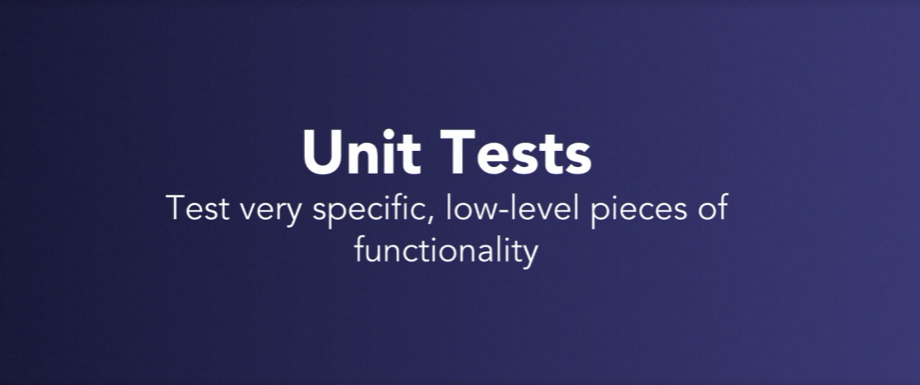 Unit Tests
Test very specific, low-level pieces of
functionality